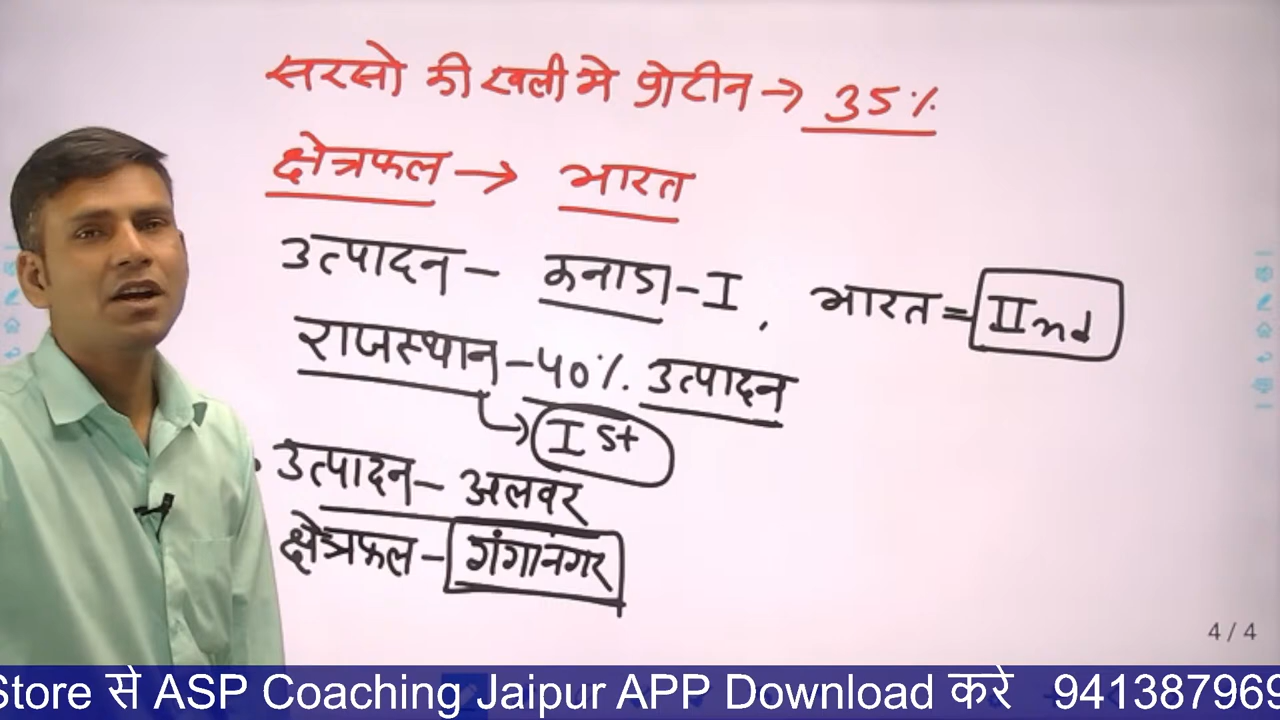 सरसो की खली मे प्रोटीन → 35%
क्षेत्रफल → भारत
उत्पादन – कनाडा – I , भारत = IInd
राजस्थान – 40% उत्पादन
→ Ist
उत्पादन – अलवर
क्षेत्रफल – गंगानगर
4 / 4
Store से ASP Coaching Jaipur APP Download करे 941387969